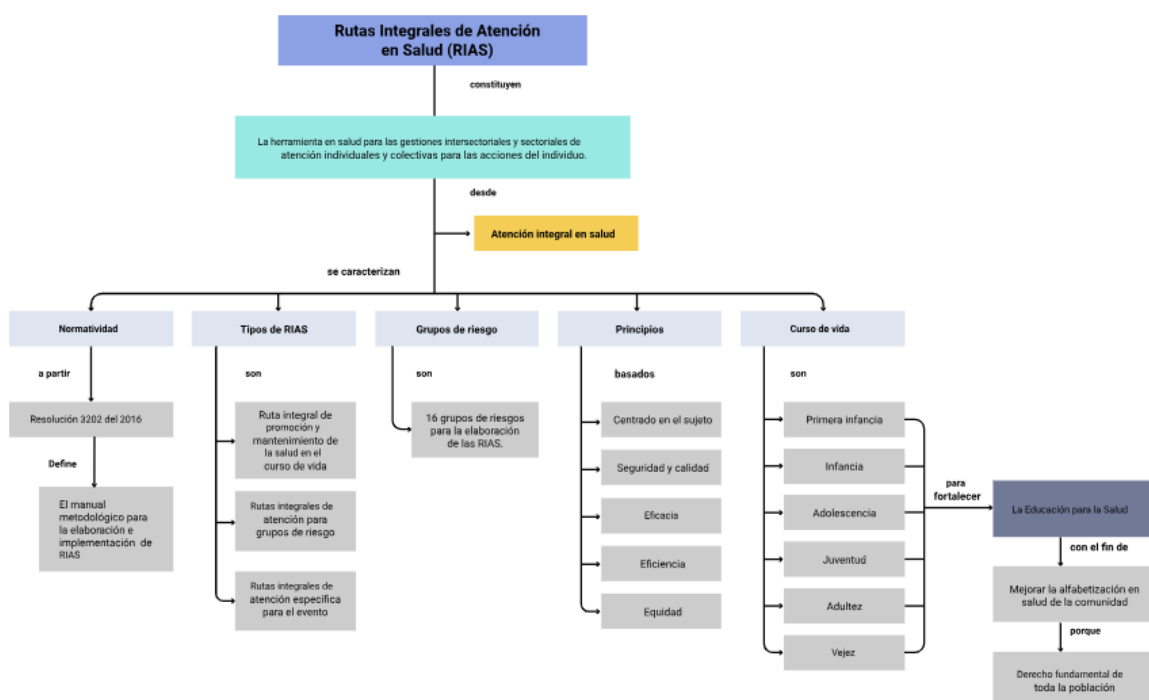 Rutas Integrales de Atención
en Salud (RIAS)
constituyen
La herramienta en salud para las gestiones intersectoriales y sectoriales de
atención individuales y colectivas para las acciones del individuo.
desde
Atención integral en salud
se caracterizan
Normatividad
a partir
Resolución 3202 del 2016
Define
El manual
metodológico para
la elaboración e
implementación de
RIAS
Tipos de RIAS
son
Ruta integral de
promoción y
mantenimiento de
la salud en el
curso de vida
Rutas integrales de
atención para
grupos de riesgo
Rutas integrales de
atención específica
para el evento
Grupos de riesgo
son
16 grupos de riesgos
para la elaboración
de las RIAS.
Principios
basados
Centrado en el sujeto
Seguridad y calidad
Eficacia
Eficiencia
Equidad
Curso de vida
son
Primera infancia
Infancia
Adolescencia
Juventud
Adultez
Vejez
para
fortalecer
La Educación para la Salud
con el fin de
Mejorar la alfabetización en
salud de la comunidad
porque
Derecho fundamental de
toda la población